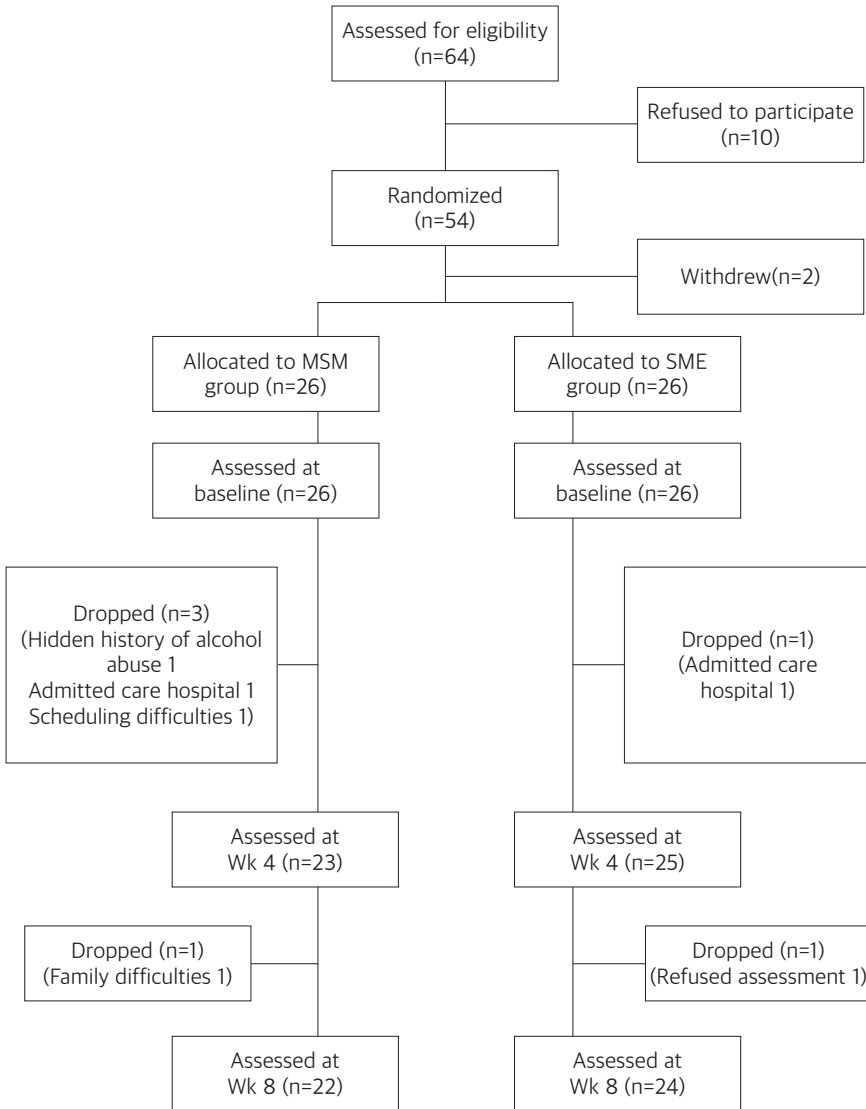 Assessed for eligibility
(n=64)
Refused to participate
(n=10)
Randomized
(n=54)
Withdrew(n=2)
Allocated to MSM
group (n=26)
Allocated to SME
group (n=26)
Assessed at
baseline (n=26)
Assessed at
baseline (n=26)
Dropped (n=3)
(Hidden history of alcohol
abuse 1
Admitted care hospital 1
Scheduling difficulties 1)
Dropped (n=1)
(Admitted care
hospital 1)
Assessed at
Wk 4 (n=23)
Assessed at
Wk 4 (n=25)
Dropped (n=1)
(Family difficulties 1)
Dropped (n=1)
(Refused assessment 1)
Assessed at
Wk 8 (n=22)
Assessed at
Wk 8 (n=24)